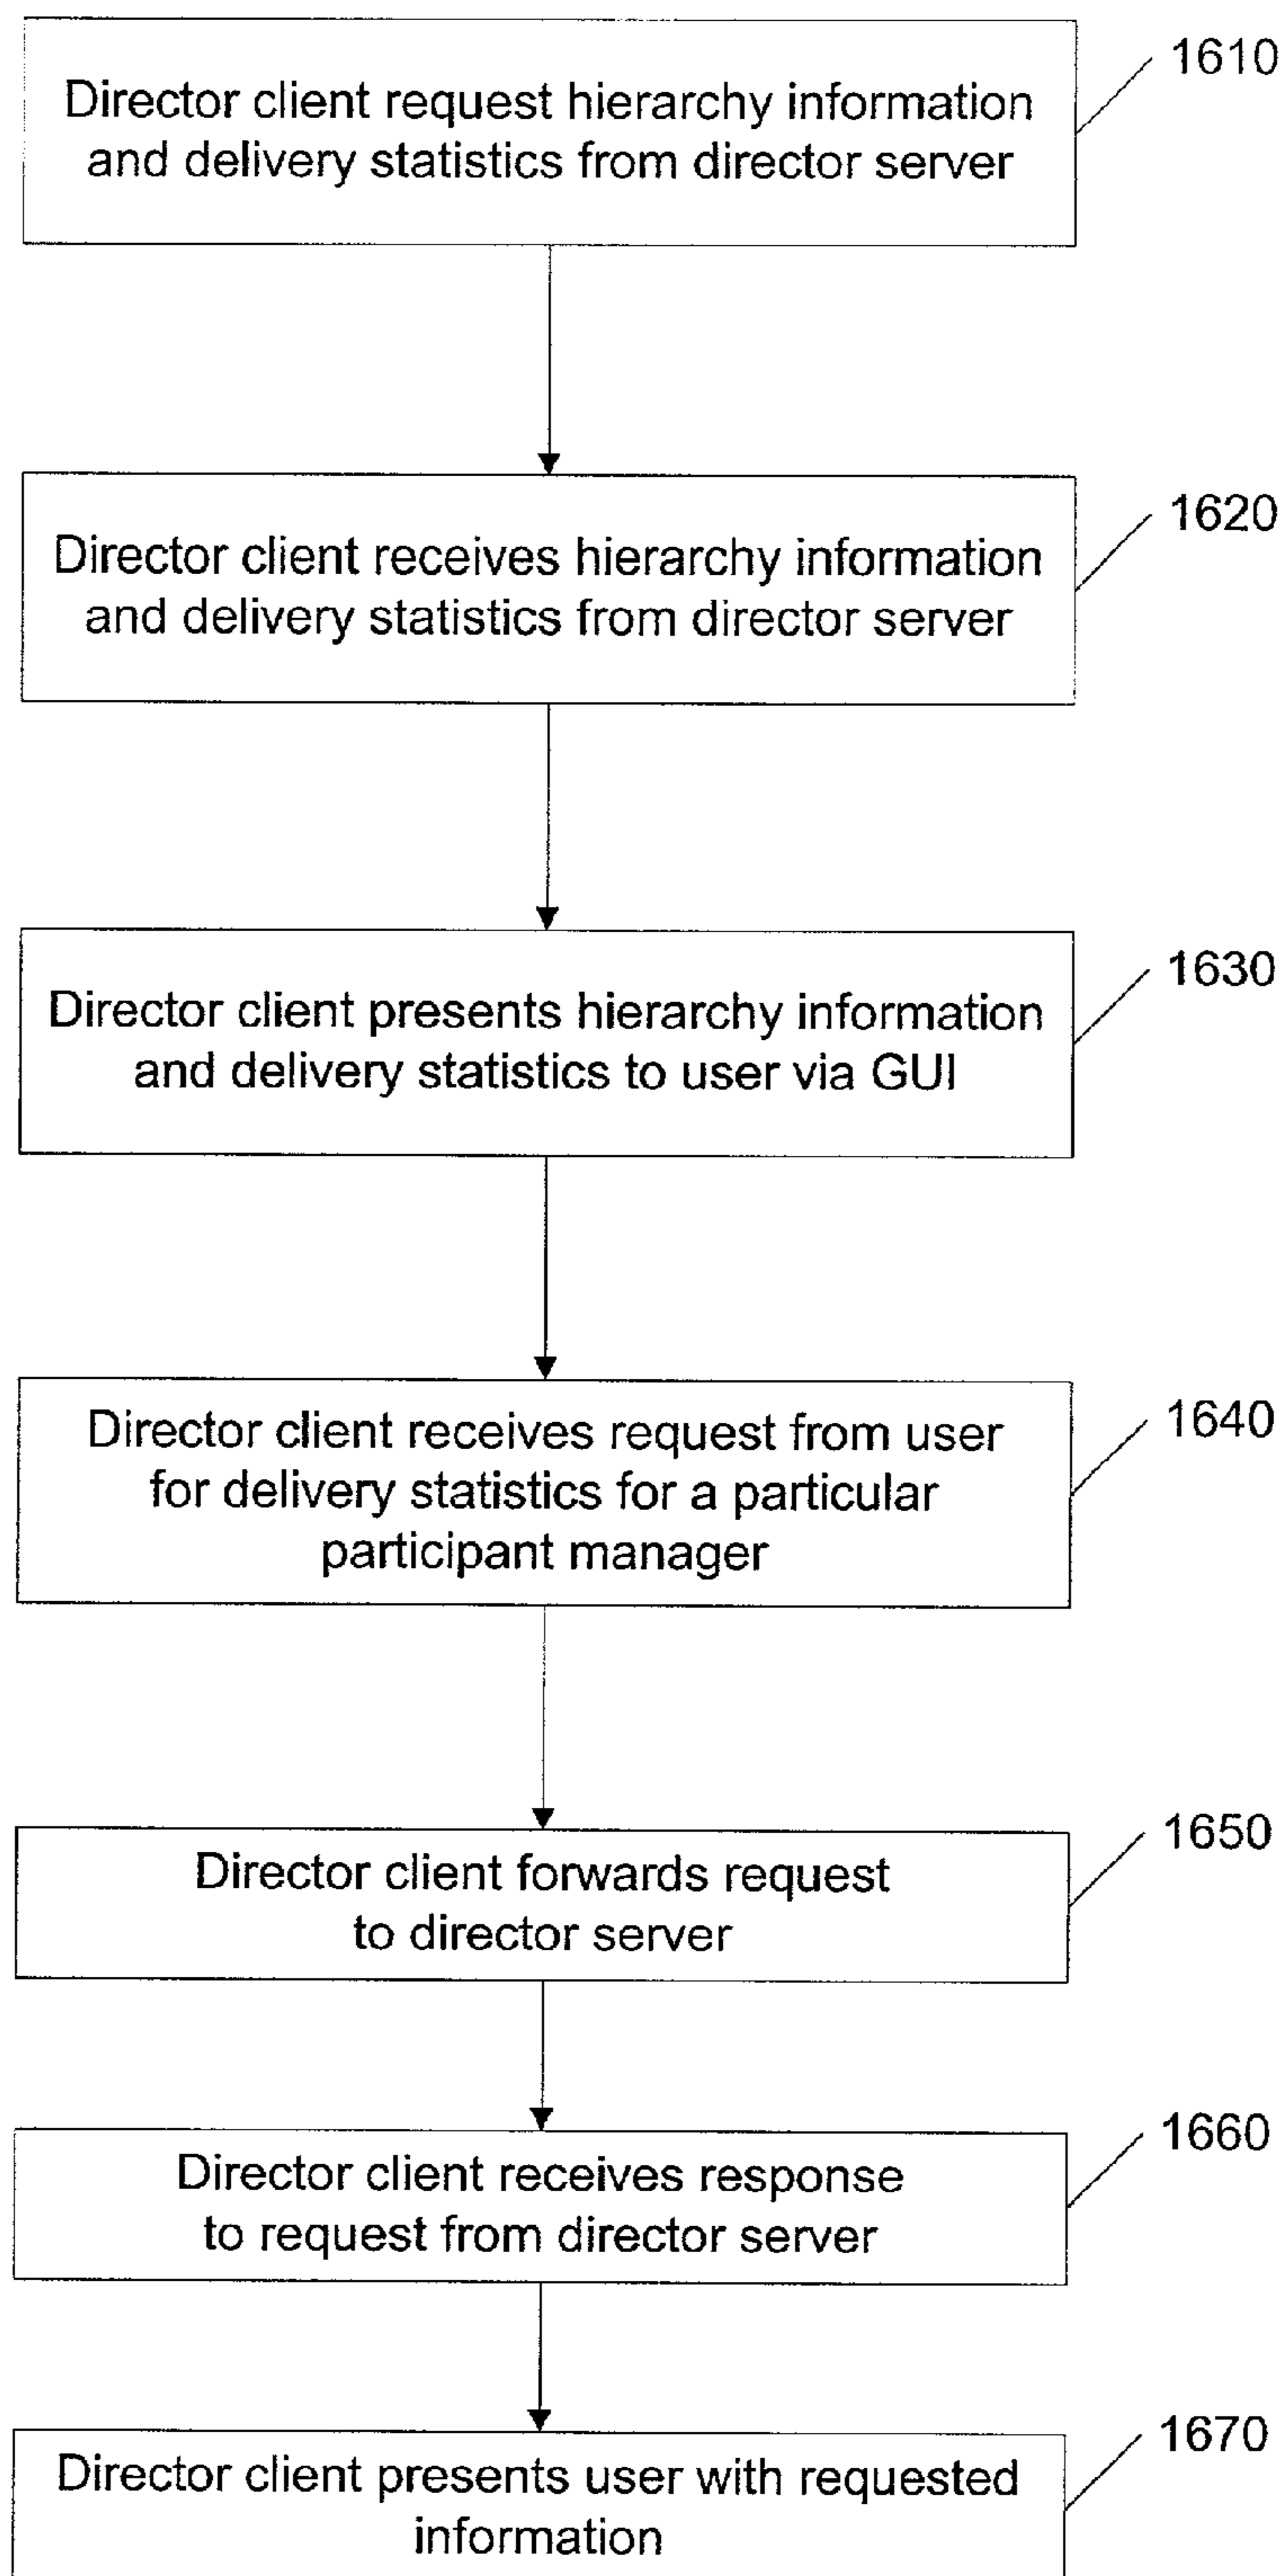 Director client request hierarchy information
and delivery statistics from director server
1610
Director client receives hierarchy information
and delivery statistics from director server
1620
Director client presents hierarchy information
and delivery statistics to user via GUI
1630
Director client receives request from user
for delivery statistics for a particular
participant manager
1640
Director client forwards request
to director server
1650
Director client receives response
to request from director server
1660
Director client presents user with requested
information
1670